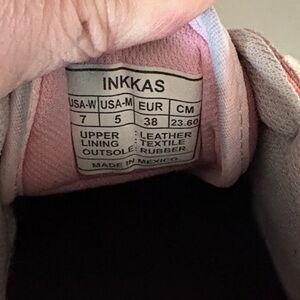 INKKAS
USA-W USA-M EUR CM
7 5 38 23.60
UPPER : LEATHER
LINING : TEXTILE
OUTSOLE: RUBBER
MADE IN MEXICO